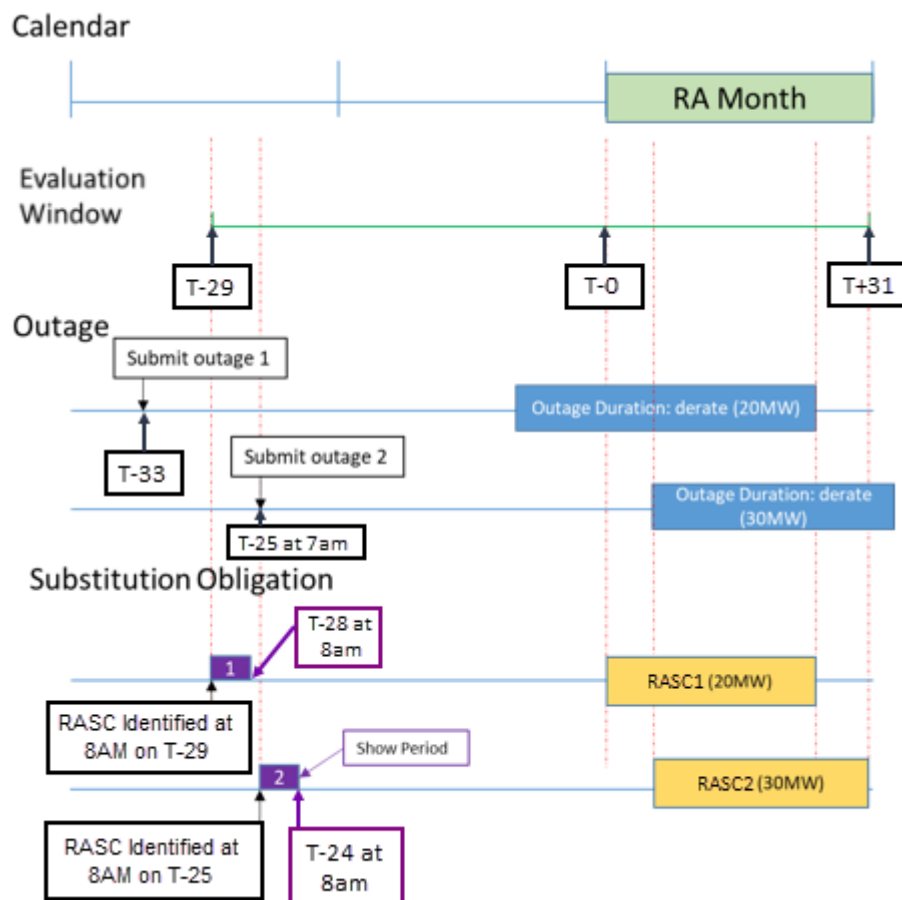 Calendar
RA Month
Evaluation
Window
T-29
T-0
T+31
Outage
Submit outage 1
Outage Duration: derate (20MW)
T-33
Submit outage 2
Outage Duration: derate
(30MW)
T-25 at 7am
Substitution Obligation
T-28 at
8am
1
RASC1 (20MW)
RASC Identified at
8AM on T-29
Show Period
2
RASC2 (30MW)
RASC Identified at
8AM on T-25
T-24 at
8am